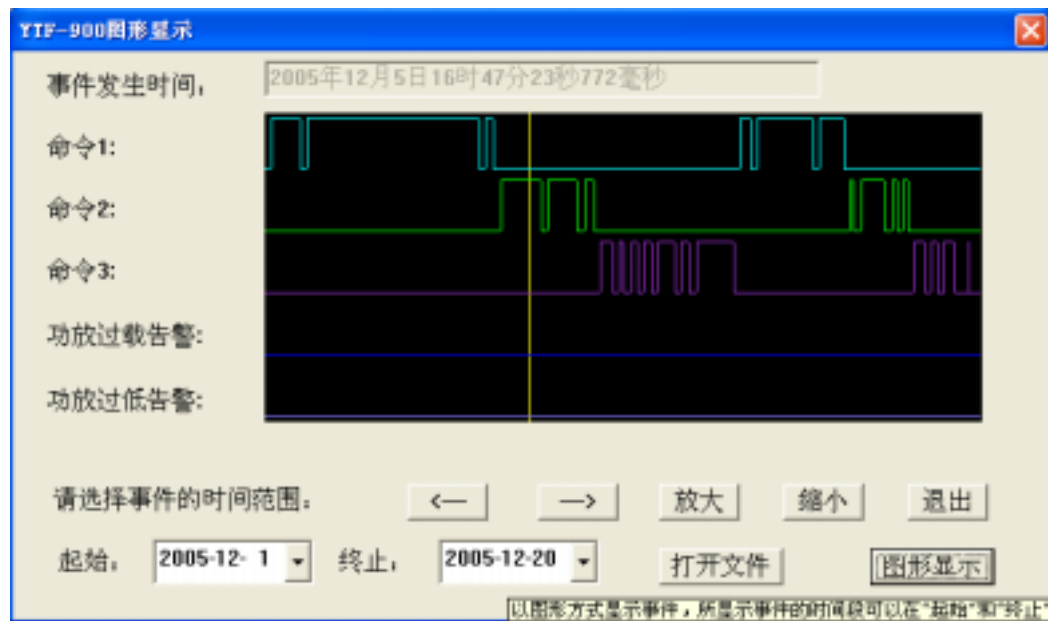 YTF-900图形显示
事件发生时间:
2005年12月5日16时47分23秒772毫秒
命令1:
命令2:
命令3:
功放过载告警:
功放过低告警:
请选择事件的时间范围:
<— —> 放大 缩小 退出
起始: 2005-12- 1 终止: 2005-12-20 打开文件 图形显示
以图形方式显示事件,所显示事件的时间段可以在"起始"和"终止"